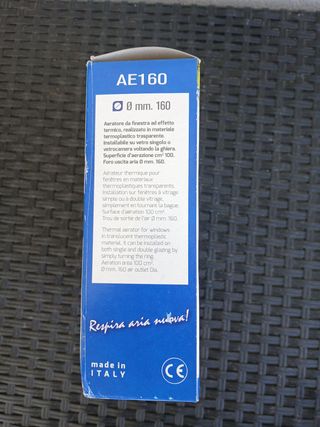 AE160
Ø mm. 160
Aeratore da finestra ad effetto
termico, realizzato in materiale
termoplastico trasparente.
Installabile su vetro singolo o
vetrocamera voltando la ghiera.
Superficie d'aerazione cm² 100.
Foro uscita aria Ø mm. 160.
Aérateur thermique pour
fenêtres en matériaux
thermoplastiques transparents.
Installation sur fenêtres à vitrage
simple ou à double vitrage,
simplement en tournant la bague.
Surface d'aération 100 cm².
Trou de sortie de l'air Ø mm. 160.
Thermal aerator for windows
in translucent thermoplastic
material, it can be installed on
both single and double glazing by
simply turning the ring.
Aeration area 100 cm².
Ø mm. 160 air outlet Dia.
Respira aria nuova!
made in
ITALY
CE